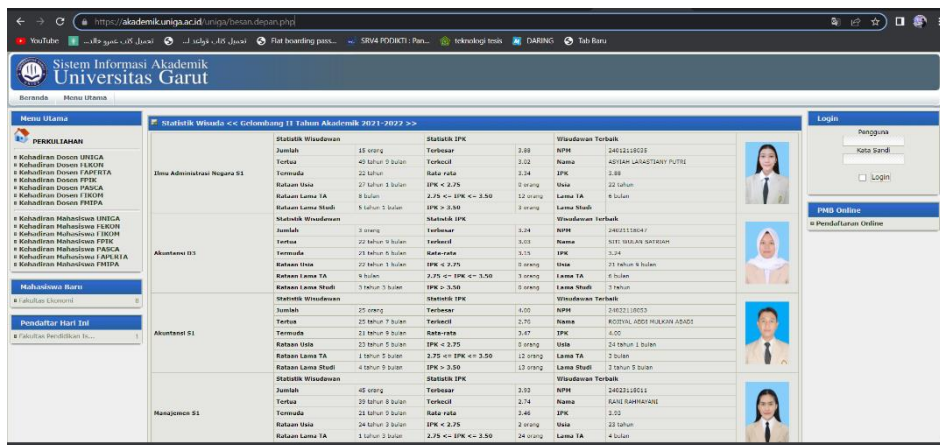 https://akademik.uniga.ac.id/uniga/besan.depan.php
YouTube تحميل كتاب عمرو خالد... تحميل كتاب قواعد ا... Flat boarding pass... SRV4 PDDIKTI : Pan... teknologi tesis DARING Tab Baru
Sistem Informasi Akademik
Universitas Garut
Beranda Menu Utama
Menu Utama
PERKULIAHAN
Kehadiran Dosen UNIGA
Kehadiran Dosen FEKON
Kehadiran Dosen FAPERTA
Kehadiran Dosen FPIK
Kehadiran Dosen PASCA
Kehadiran Dosen FIKOM
Kehadiran Dosen FMIPA
Kehadiran Mahasiswa UNIGA
Kehadiran Mahasiswa FEKON
Kehadiran Mahasiswa FIKOM
Kehadiran Mahasiswa FPIK
Kehadiran Mahasiswa PASCA
Kehadiran Mahasiswa FAPERTA
Kehadiran Mahasiswa FMIPA
Mahasiswa Baru
Fakultas Ekonomi
Pendaftar Hari Ini
Fakultas Pendidikan Is... 1
Statistik Wisuda << Gelombang II Tahun Akademik 2021-2022 >>
Ilmu Administrasi Negara S1
Statistik Wisudawan Statistik IPK Wisudawan Terbaik
Jumlah 15 orang Terbesar 3.88 NPM 24012118035
Tertua 49 tahun 9 bulan Terkecil 3.02 Nama ASYIAH LARASTIANY PUTRI
Termuda 22 tahun Rata-rata 3.54 IPK 3.88
Rataan Usia 27 tahun 1 bulan IPK < 2.75 0 orang Usia 22 tahun
Rataan Lama TA 8 bulan 2.75 <= IPK <= 3.50 12 orang Lama TA 6 bulan
Rataan Lama Studi 5 tahun 1 bulan IPK > 3.50 3 orang Lama Studi
Akuntansi D3
Statistik Wisudawan Statistik IPK Wisudawan Terbaik
Jumlah 3 orang Terbesar 3.24 NPM 24021118047
Tertua 22 tahun 9 bulan Terkecil 3.03 Nama SITI WULAN SATRIAH
Termuda 21 tahun 6 bulan Rata-rata 3.15 IPK 3.24
Rataan Usia 22 tahun 1 bulan IPK < 2.75 0 orang Usia 21 tahun 9 bulan
Rataan Lama TA 9 bulan 2.75 <= IPK <= 3.50 3 orang Lama TA 6 bulan
Rataan Lama Studi 3 tahun 3 bulan IPK > 3.50 0 orang Lama Studi 3 tahun
Akuntansi S1
Statistik Wisudawan Statistik IPK Wisudawan Terbaik
Jumlah 25 orang Terbesar 4.00 NPM 24022118053
Tertua 25 tahun 7 bulan Terkecil 2.70 Nama ABDI MULKAN ABADI
Termuda 21 tahun 9 bulan Rata-rata 3.47 IPK 4.00
Rataan Usia 23 tahun 5 bulan IPK < 2.75 0 orang Usia 24 tahun 1 bulan
Rataan Lama TA 1 tahun 5 bulan 2.75 <= IPK <= 3.50 12 orang Lama TA 3 bulan
Rataan Lama Studi 4 tahun 9 bulan IPK > 3.50 13 orang Lama Studi 3 tahun 5 bulan
Manajemen S1
Statistik Wisudawan Statistik IPK Wisudawan Terbaik
Jumlah 45 orang Terbesar 3.92 NPM 24023118011
Tertua 39 tahun 8 bulan Terkecil 2.74 Nama RANI RAHMAYANI
Termuda 21 tahun 9 bulan Rata-rata 3.46 IPK 3.92
Rataan Usia 24 tahun 3 bulan IPK < 2.75 2 orang Usia 23 tahun
Rataan Lama TA 1 tahun 3 bulan 2.75 <= IPK <= 3.50 24 orang Lama TA 4 bulan
Login
Pengguna
Kata Sandi
Login
PMB Online
Pendaftaran Online